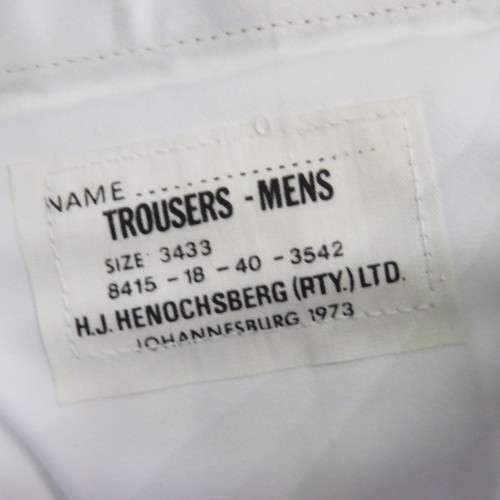 NAME ........................
TROUSERS - MENS
SIZE: 3433
8415 - 18 - 40 - 3542
H.J. HENOCHSBERG (PTY.) LTD.
JOHANNESBURG 1973